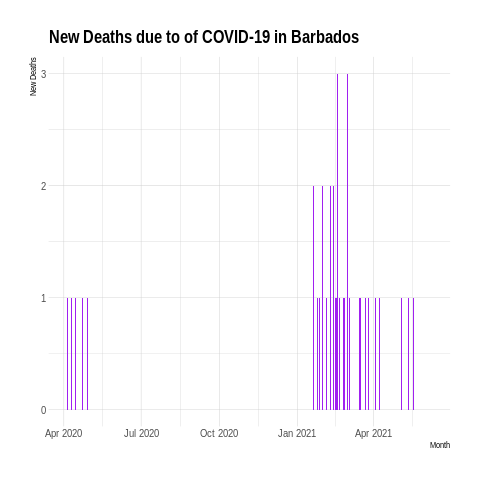 New Deaths due to of COVID-19 in Barbados
New Deaths
3
2
1
0
Apr 2020 Jul 2020 Oct 2020 Jan 2021 Apr 2021
Month